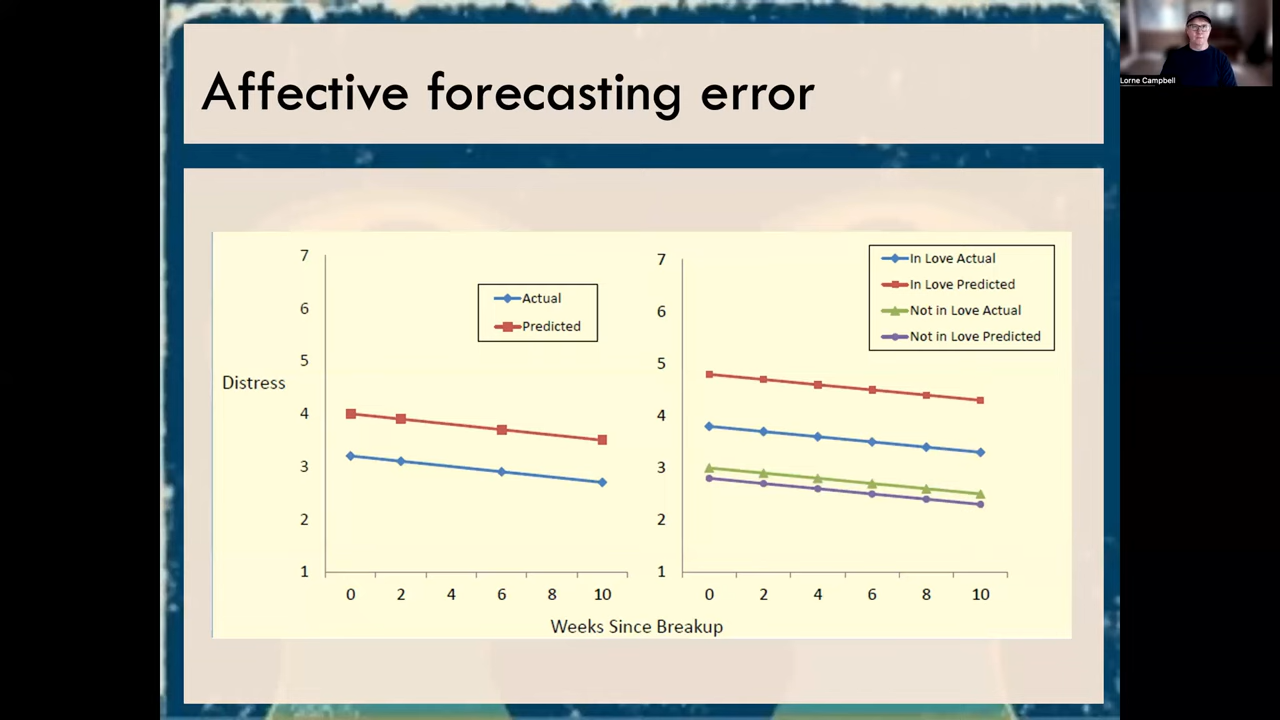 Affective forecasting error
Lorne Campbell
7
6
5
4
3
2
1
Distress
Actual
Predicted
0 2 4 6 8 10
7
6
5
4
3
2
1
In Love Actual
In Love Predicted
Not in Love Actual
Not in Love Predicted
0 2 4 6 8 10
Weeks Since Breakup